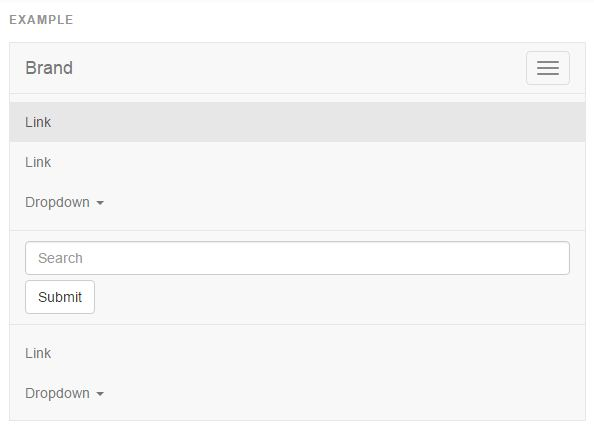 EXAMPLE
Brand
Link
Link
Dropdown
Search
Submit
Link
Dropdown